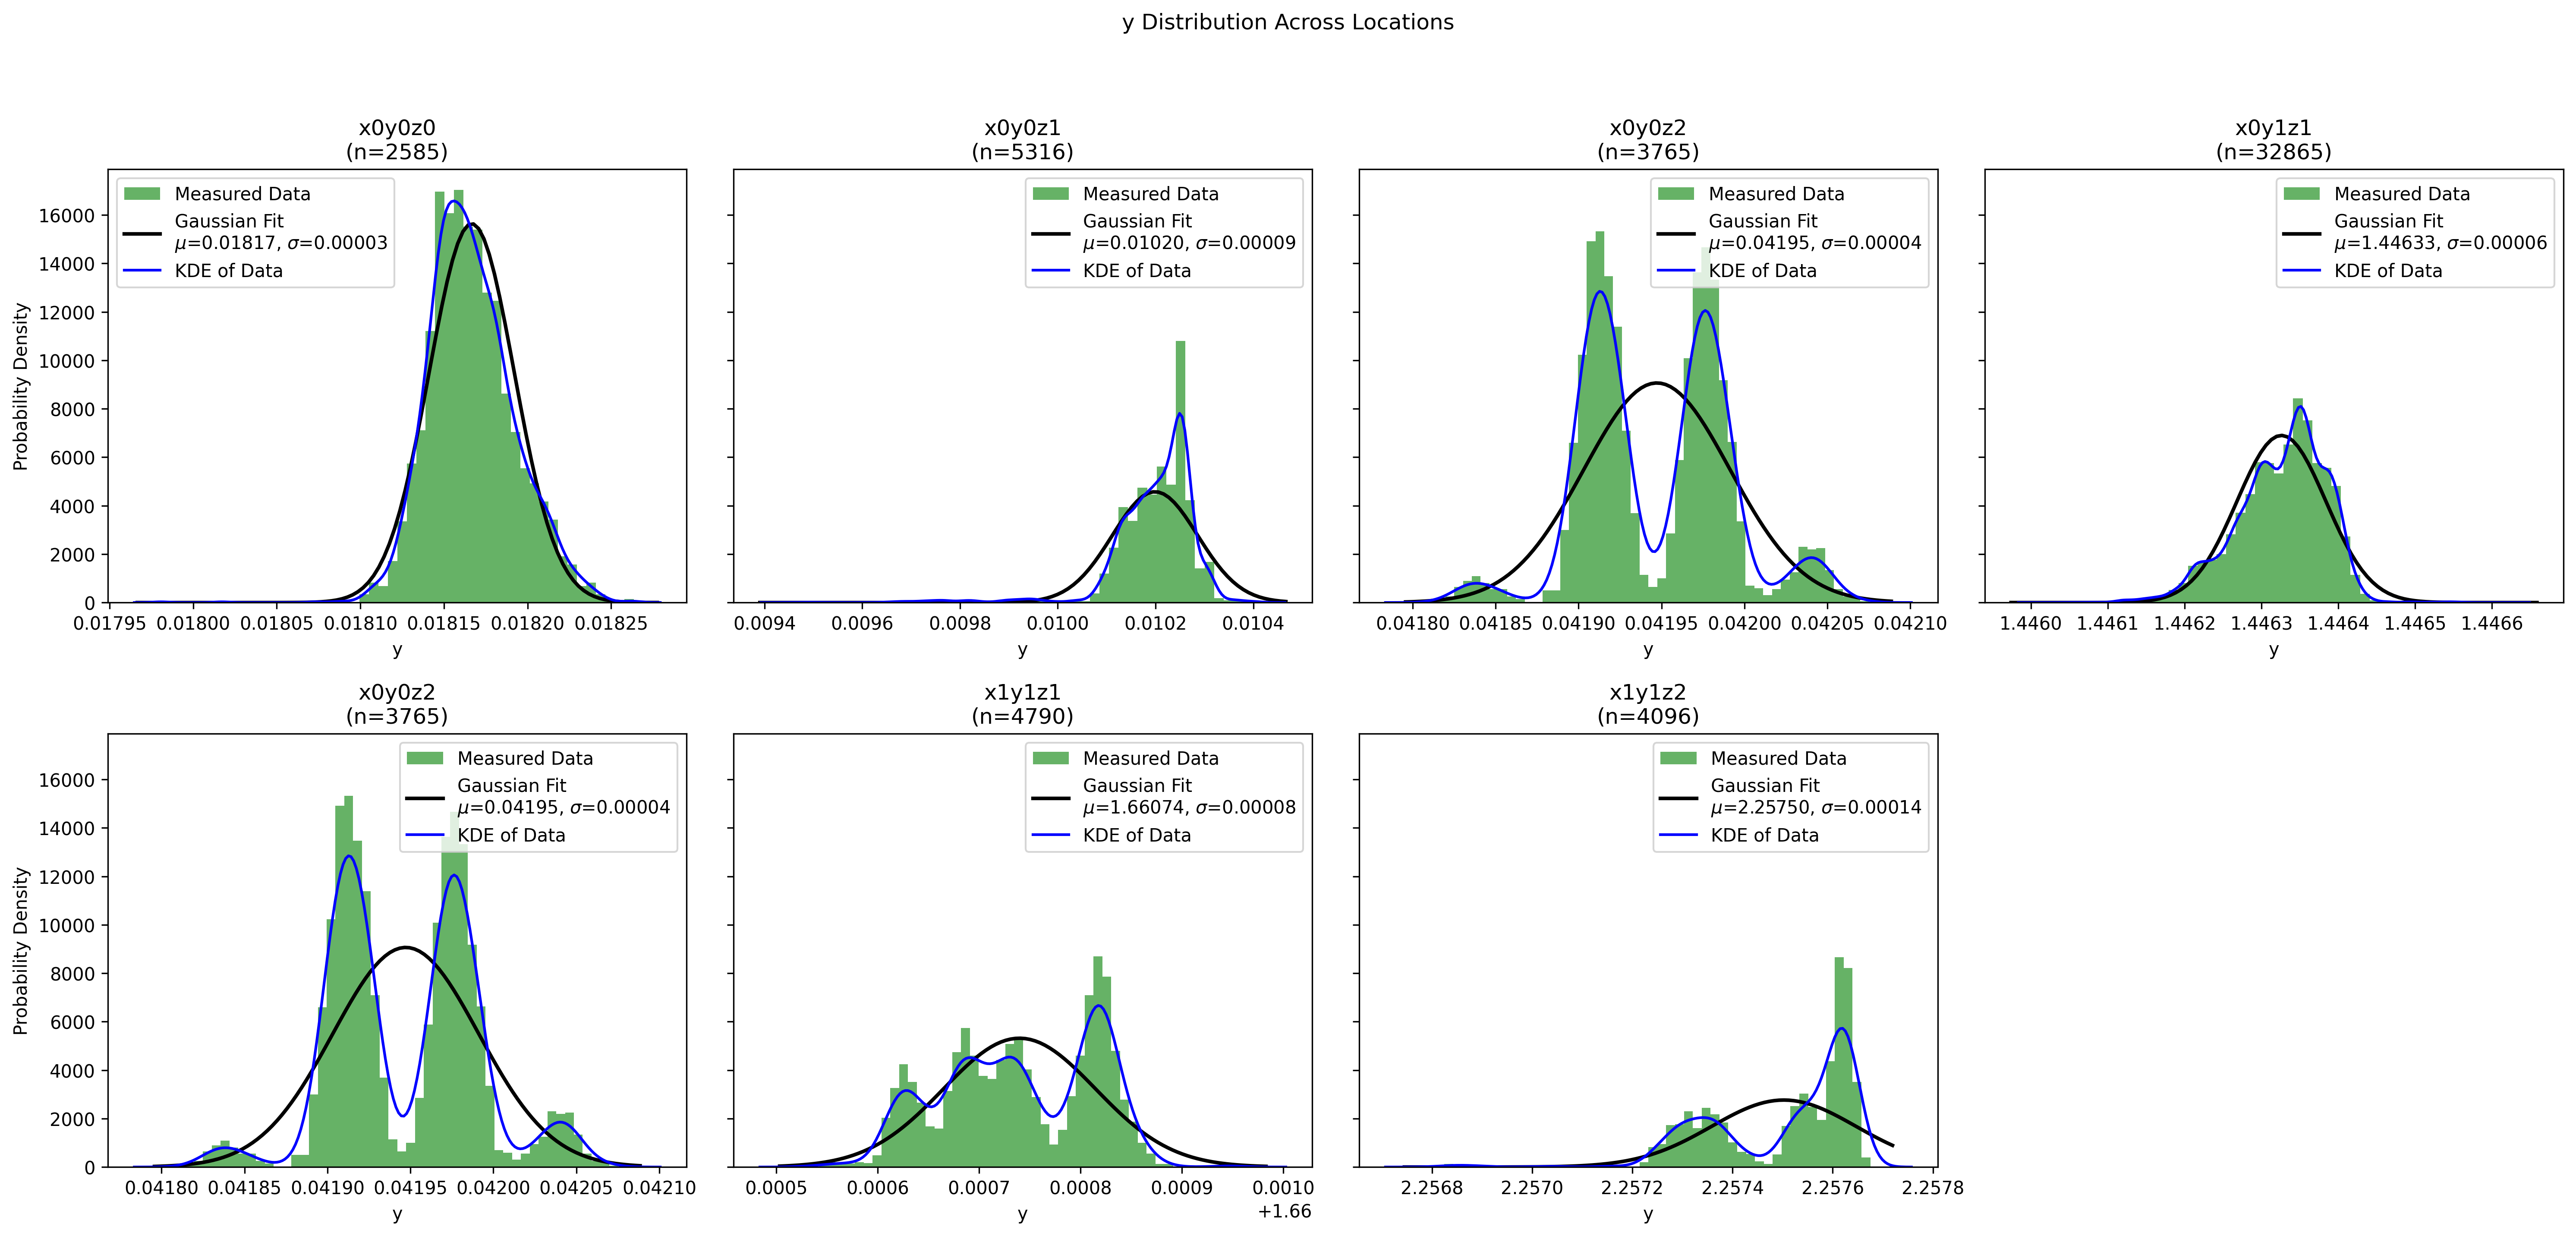 y Distribution Across Locations
x0y0z0
(n=2585)
Measured Data
Gaussian Fit
μ=0.01817, σ=0.00003
KDE of Data
Probability Density
0
2000
4000
6000
8000
10000
12000
14000
16000
0.01795 0.01800 0.01805 0.01810 0.01815 0.01820 0.01825
y
x0y0z1
(n=5316)
Measured Data
Gaussian Fit
μ=0.01020, σ=0.00009
KDE of Data
0.0094 0.0096 0.0098 0.0100 0.0102 0.0104
y
x0y0z2
(n=3765)
Measured Data
Gaussian Fit
μ=0.04195, σ=0.00004
KDE of Data
0.04180 0.04185 0.04190 0.04195 0.04200 0.04205 0.04210
y
x0y1z1
(n=32865)
Measured Data
Gaussian Fit
μ=1.44633, σ=0.00006
KDE of Data
1.4460 1.4461 1.4462 1.4463 1.4464 1.4465 1.4466
y
x0y0z2
(n=3765)
Measured Data
Gaussian Fit
μ=0.04195, σ=0.00004
KDE of Data
Probability Density
0
2000
4000
6000
8000
10000
12000
14000
16000
0.04180 0.04185 0.04190 0.04195 0.04200 0.04205 0.04210
y
x1y1z1
(n=4790)
Measured Data
Gaussian Fit
μ=1.66074, σ=0.00008
KDE of Data
0.0005 0.0006 0.0007 0.0008 0.0009 0.0010
+1.66
y
x1y1z2
(n=4096)
Measured Data
Gaussian Fit
μ=2.25750, σ=0.00014
KDE of Data
2.2568 2.2570 2.2572 2.2574 2.2576 2.2578
y